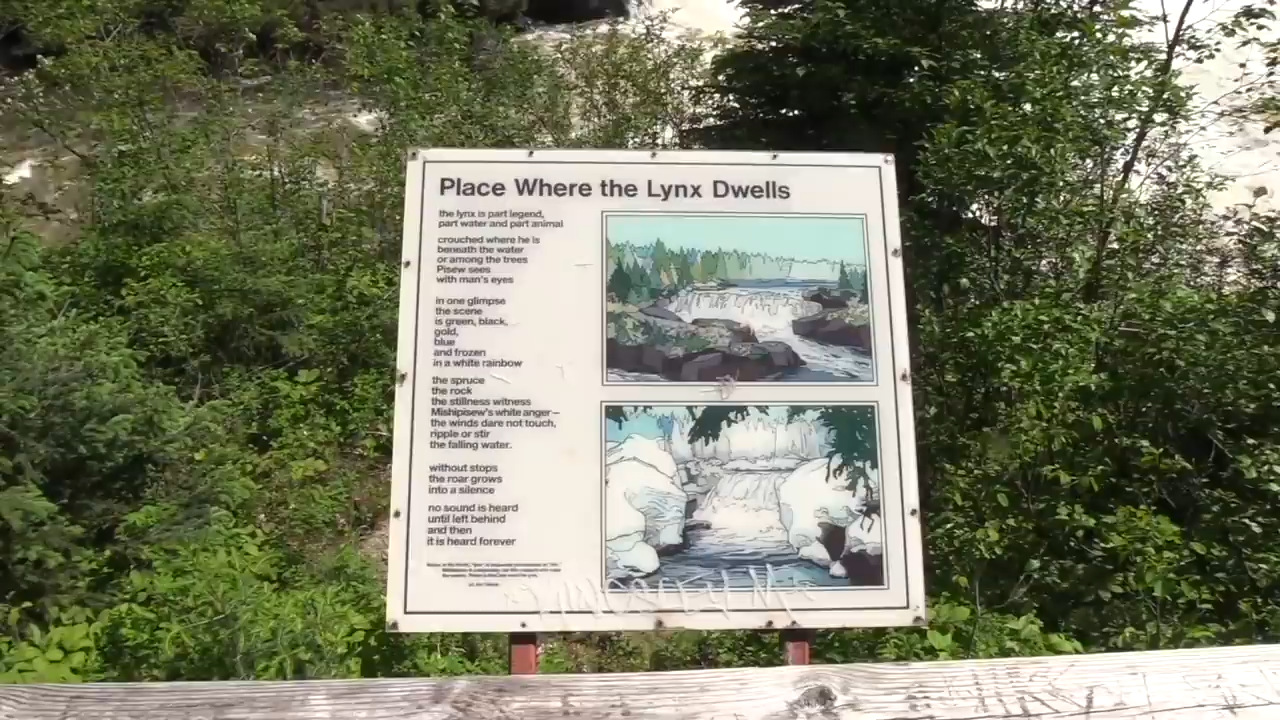 Place Where the Lynx Dwells
the lynx is part legend,
part water and part animal
crouched where he is
beneath the water
or among the trees
Pisew sees
with man's eyes
in one glimpse
the scene
is green, black,
gold,
blue
and frozen
in a white rainbow
the spruce
the rock
the stillness witness
Mishipisew's white anger—
the winds dare not touch,
ripple or stir
the falling water.
without stops
the roar grows
into a silence
no sound is heard
until left behind
and then
it is heard forever